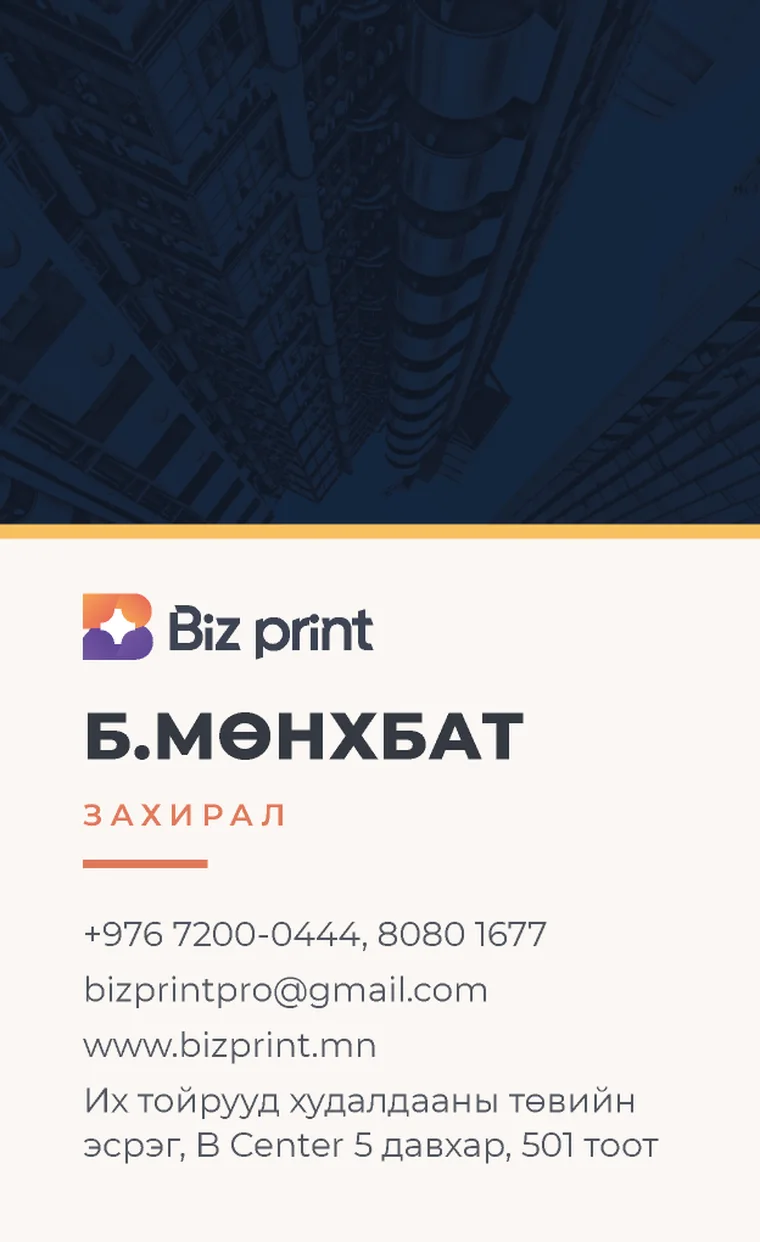 Biz print
Б.МӨНХБАТ
ЗАХИРАЛ
+976 7200-0444, 8080 1677
bizprintpro@gmail.com
www.bizprint.mn
Их тойрууд худалдааны төвийн
эсрэг, B Center 5 давхар, 501 тоот